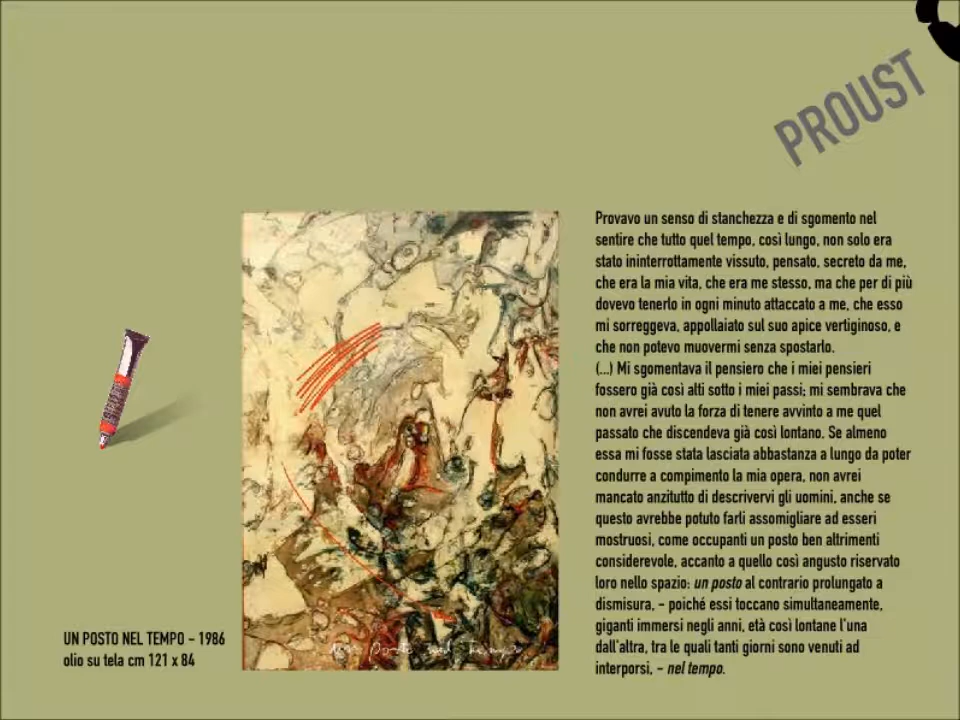 PROUST
Provavo un senso di stanchezza e di sgomento nel
sentire che tutto quel tempo, così lungo, non solo era
stato ininterrottamente vissuto, pensato, secreto da me,
che era la mia vita, che era me stesso, ma che per di più
dovevo tenerlo in ogni minuto attaccato a me, che esso
mi sorreggeva, appollaiato sul suo apice vertiginoso, e
che non potevo muovermi senza spostarlo.
(...) Mi sgomentava il pensiero che i miei pensieri
fossero già così alti sotto i miei passi; mi sembrava che
non avrei avuto la forza di tenere avvinto a me quel
passato che discendeva già così lontano. Se almeno
essa mi fosse stata lasciata abbastanza a lungo da poter
condurre a compimento la mia opera, non avrei
mancato anzitutto di descrivervi gli uomini, anche se
questo avrebbe potuto farli assomigliare ad esseri
mostruosi, come occupanti un posto ben altrimenti
considerevole, accanto a quello così angusto riservato
loro nello spazio: un posto al contrario prolungato a
dismisura, - poiché essi toccano simultaneamente,
giganti immersi negli anni, età così lontane l'una
dall'altra, tra le quali tanti giorni sono venuti ad
interporsi, - nel tempo.
un posto nel tempo
UN POSTO NEL TEMPO - 1986
olio su tela cm 121 x 84